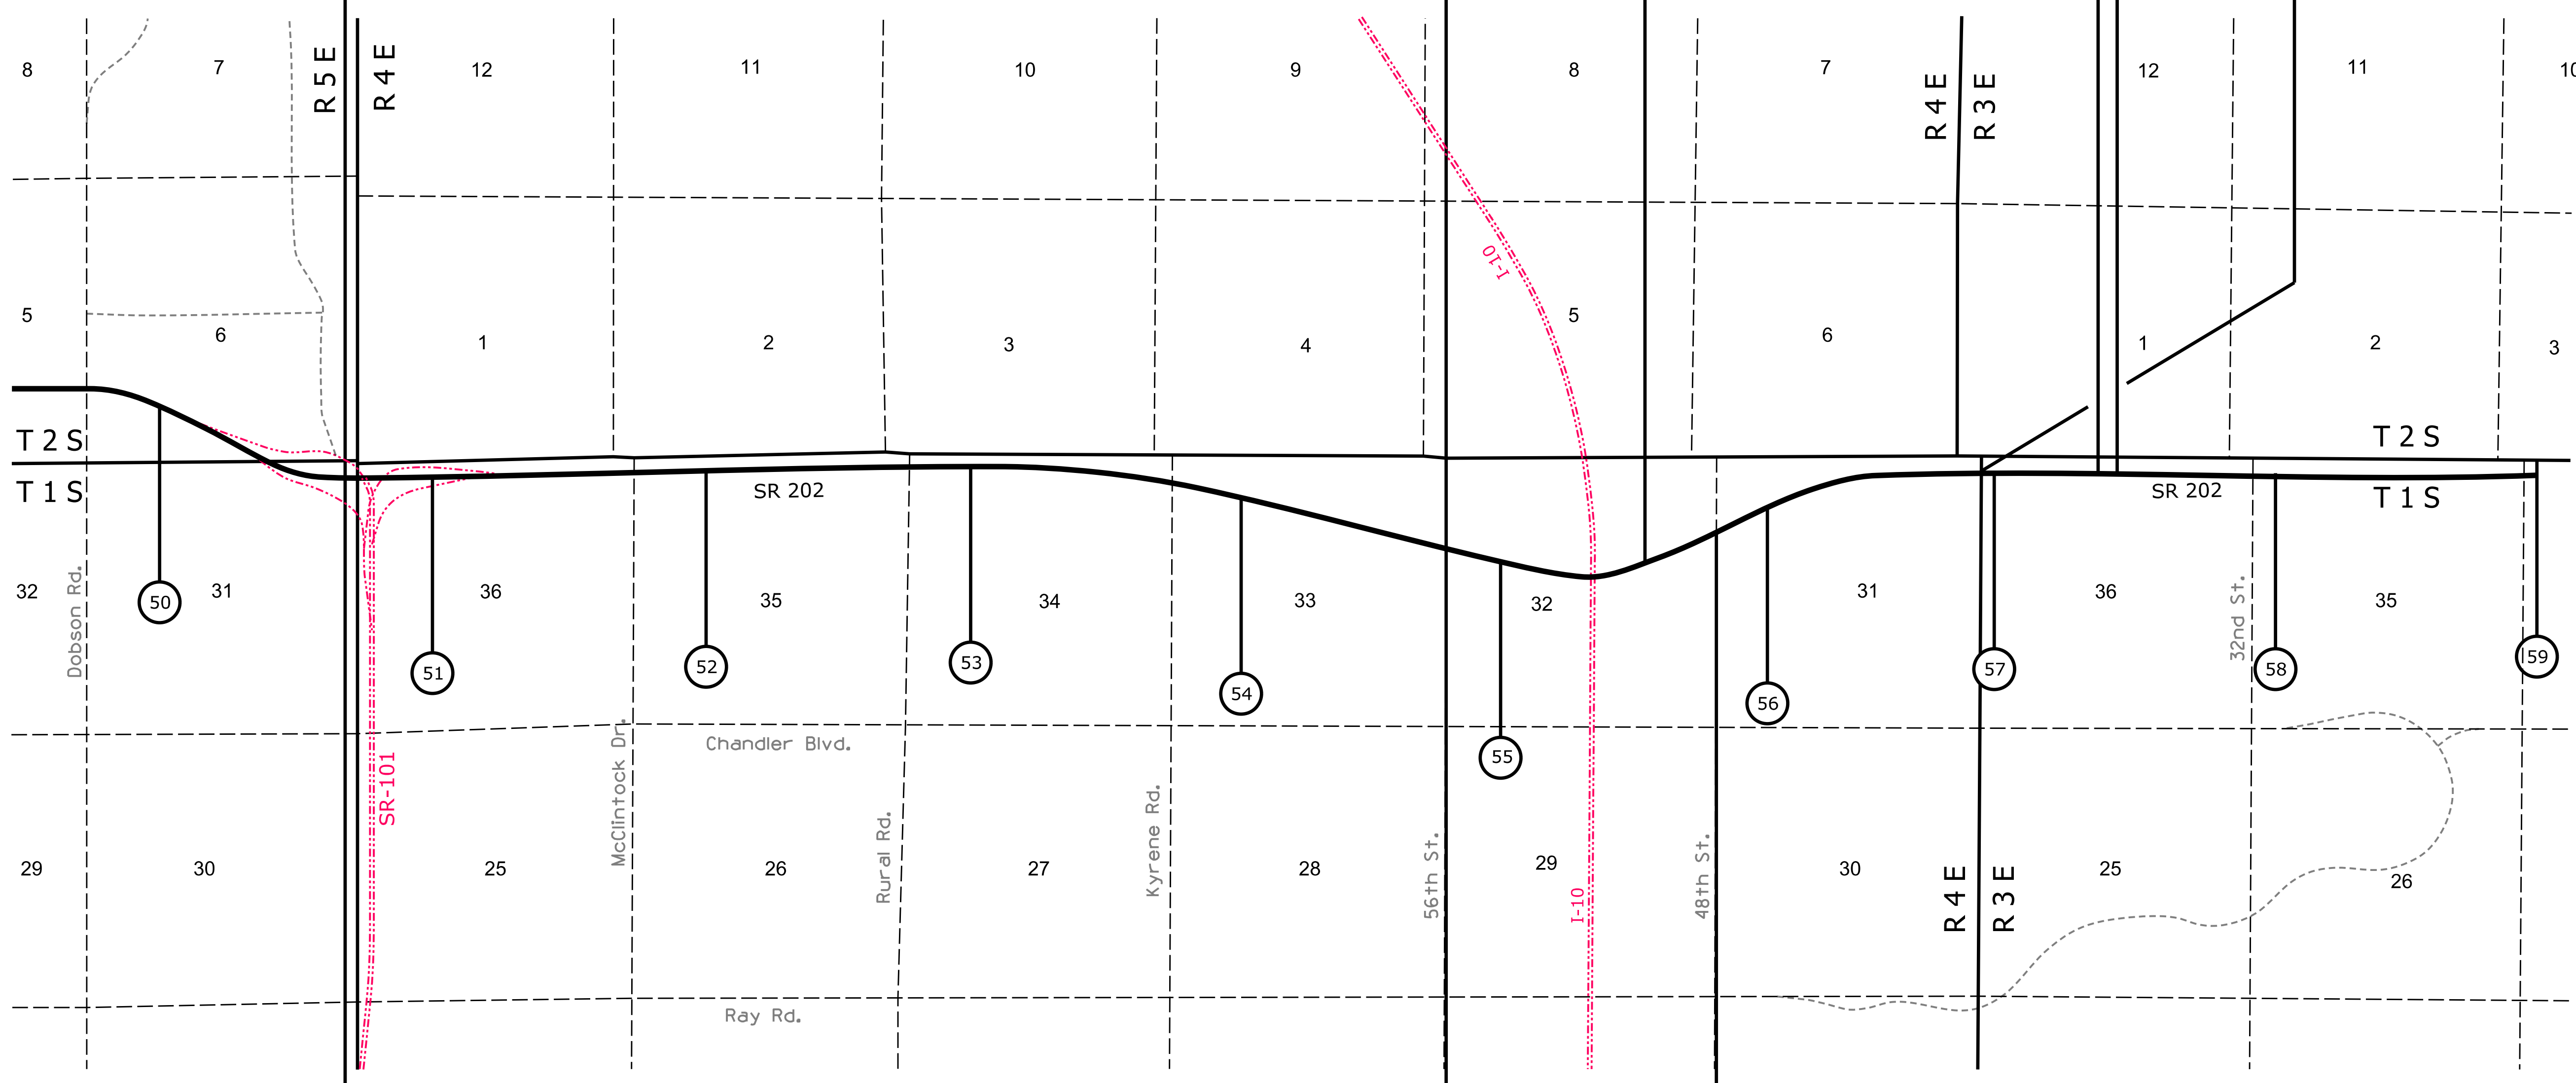 8
7
R 5 E
R 4 E
12
11
10
9
8
7
R 4 E
R 3 E
12
11
5
6
1
2
3
4
I-10
5
6
1
2
3
T 2 S
T 2 S
T 1 S
SR 202
SR 202
T 1 S
32
Dobson Rd.
50
31
36
35
34
33
32
31
36
32nd St.
35
51
52
53
54
55
56
57
58
59
SR-101
McClintock Dr.
Chandler Blvd.
Rural Rd.
Kyrene Rd.
56th St.
48th St.
29
30
25
26
27
28
29
I-10
30
R 4 E
R 3 E
25
26
Ray Rd.